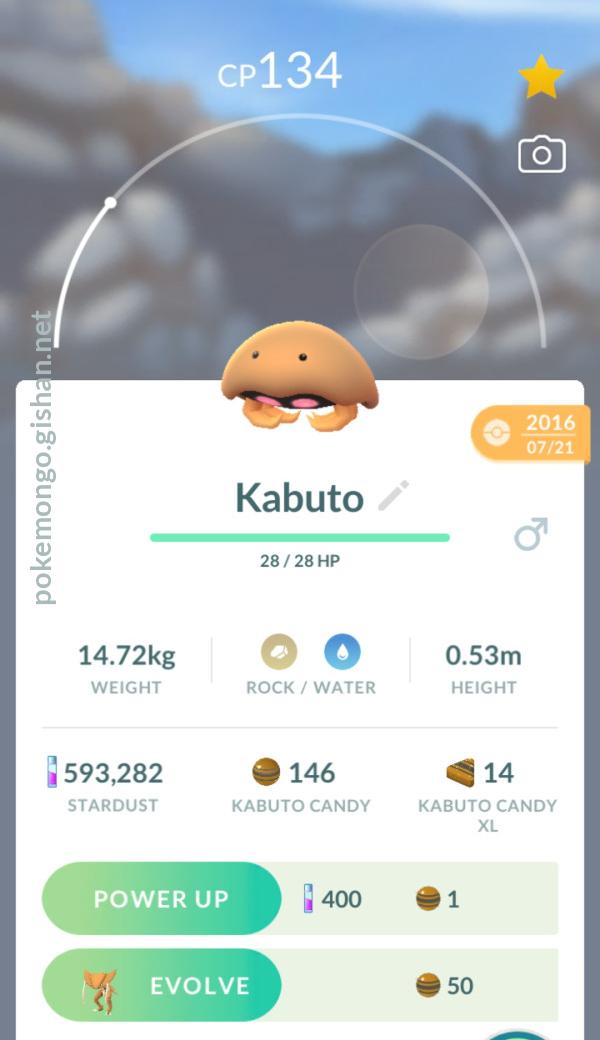 CP134
pokemongo.gishan.net
2016
07/21
Kabuto
28 / 28 HP
14.72kg
WEIGHT
ROCK / WATER
0.53m
HEIGHT
593,282
STARDUST
146
KABUTO CANDY
14
KABUTO CANDY
XL
POWER UP
400
1
EVOLVE
50